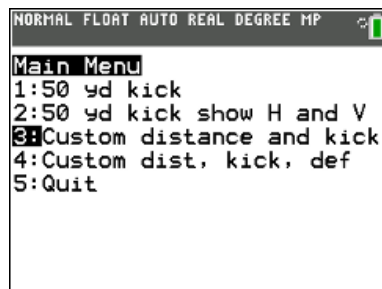 NORMAL FLOAT AUTO REAL DEGREE MP
Main Menu
1:50 yd kick
2:50 yd kick show H and V
3:Custom distance and kick
4:Custom dist, kick, def
5:Quit